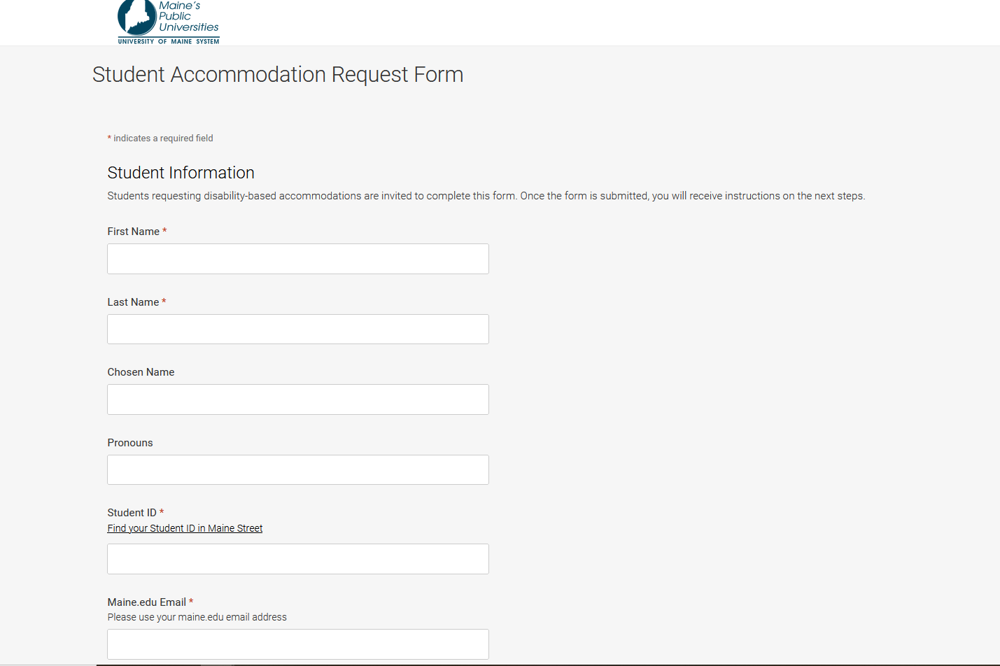 Maine's
Public
Universities
UNIVERSITY OF MAINE SYSTEM
Student Accommodation Request Form
* indicates a required field
Student Information
Students requesting disability-based accommodations are invited to complete this form. Once the form is submitted, you will receive instructions on the next steps.
First Name *
Last Name *
Chosen Name
Pronouns
Student ID *
Find your Student ID in Maine Street
Maine.edu Email *
Please use your maine.edu email address